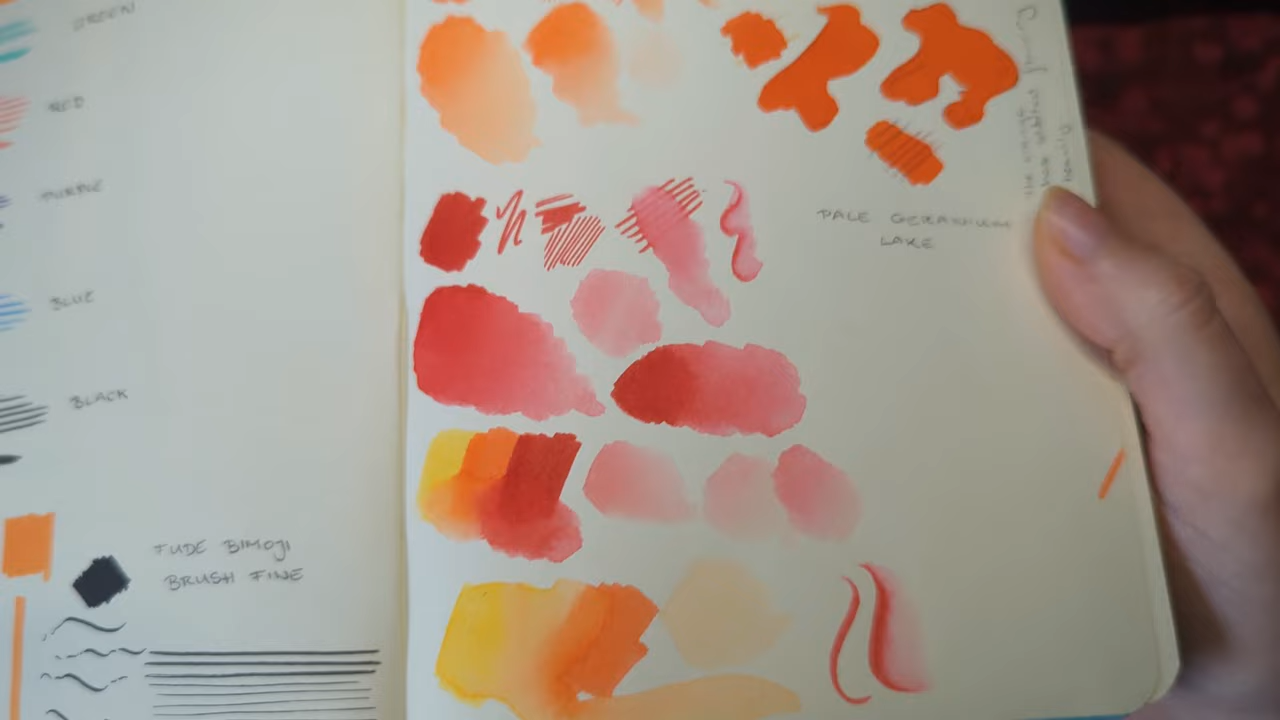 GREEN
RED
PURPLE
BLUE
BLACK
FUDE BIMOJI
BRUSH FINE
PALE GERANIUM
LAKE